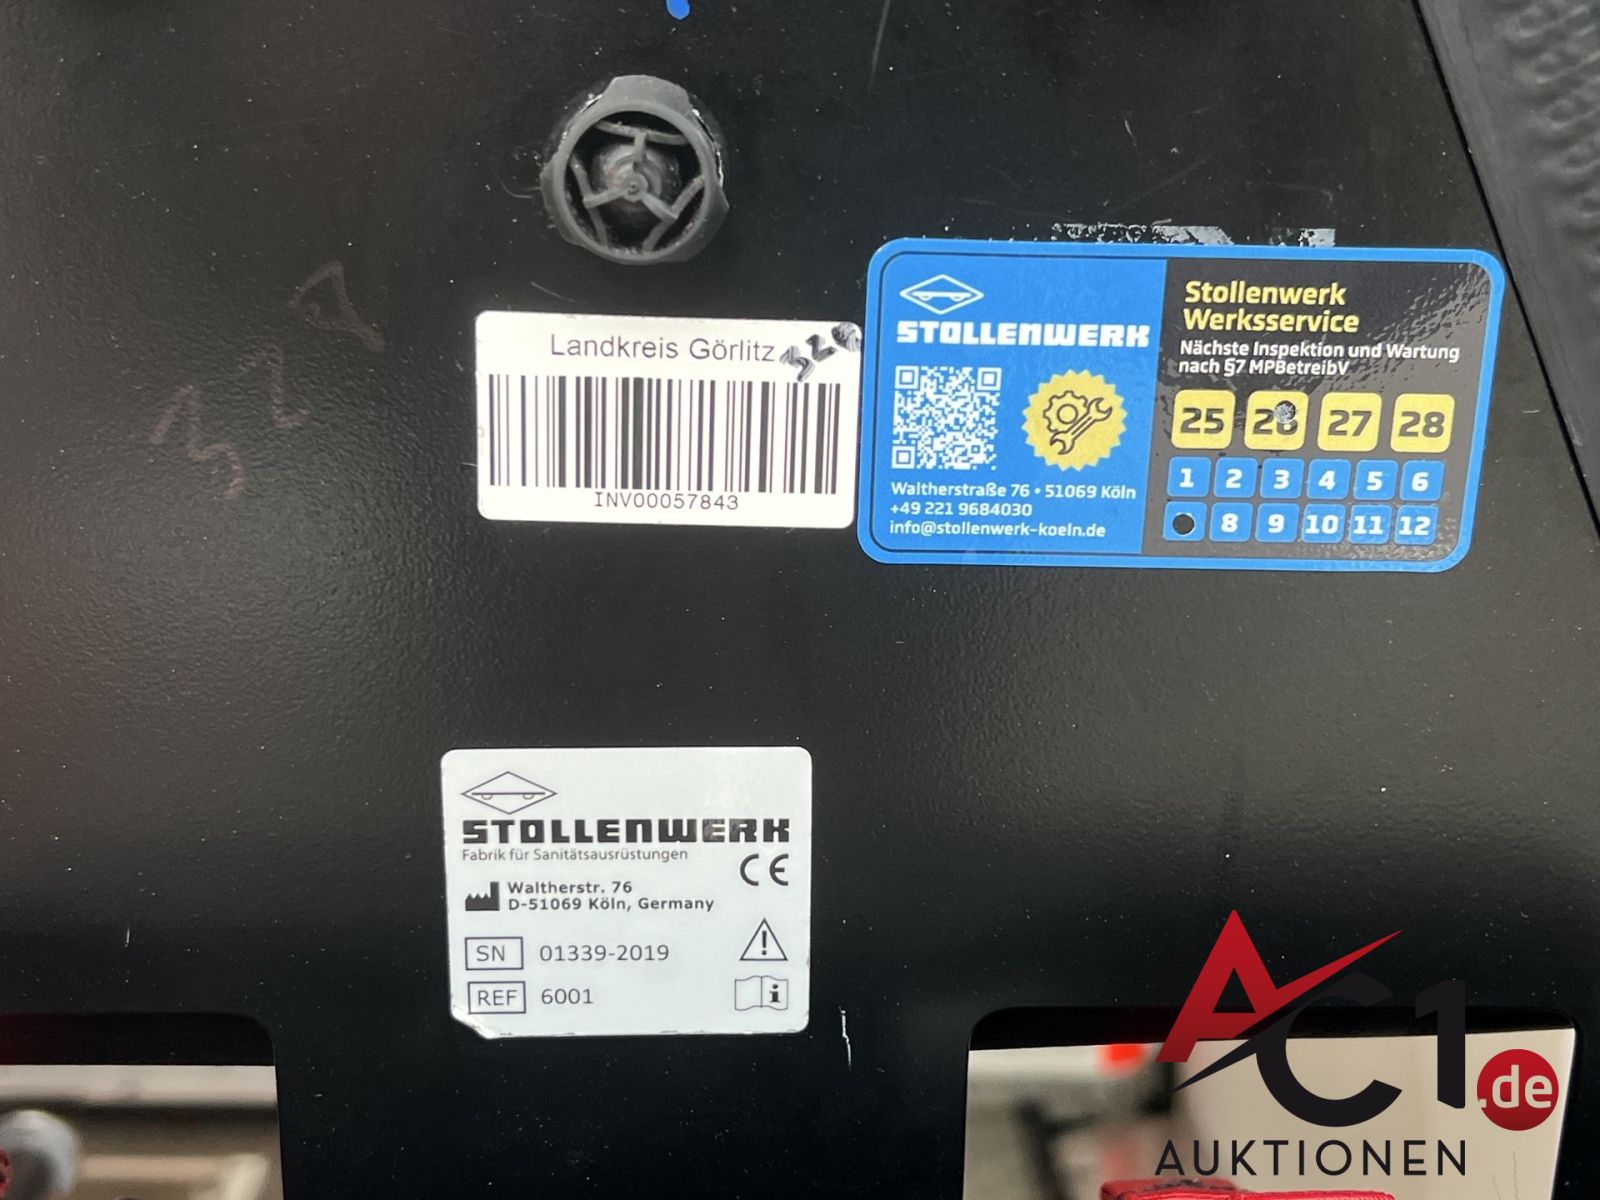 Landkreis Görlitz
INV00057843
STOLLENWERK
Waltherstraße 76 • 51069 Köln
+49 221 9684030
info@stollenwerk-koeln.de
Stollenwerk
Werksservice
Nächste Inspektion und Wartung
nach §7 MPBetreibV
25 26 27 28
1 2 3 4 5 6
8 9 10 11 12
STOLLENWERK
Fabrik für Sanitätsausrüstungen
CE
Waltherstr. 76
D-51069 Köln, Germany
SN 01339-2019
REF 6001
AC1.de
AUKTIONEN